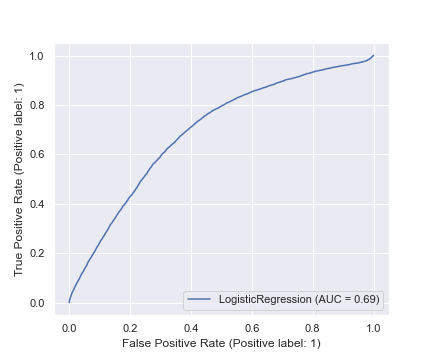 1.0
0.8
0.6
0.4
0.2
0.0
True Positive Rate (Positive label: 1)
LogisticRegression (AUC = 0.69)
0.0 0.2 0.4 0.6 0.8 1.0
False Positive Rate (Positive label: 1)